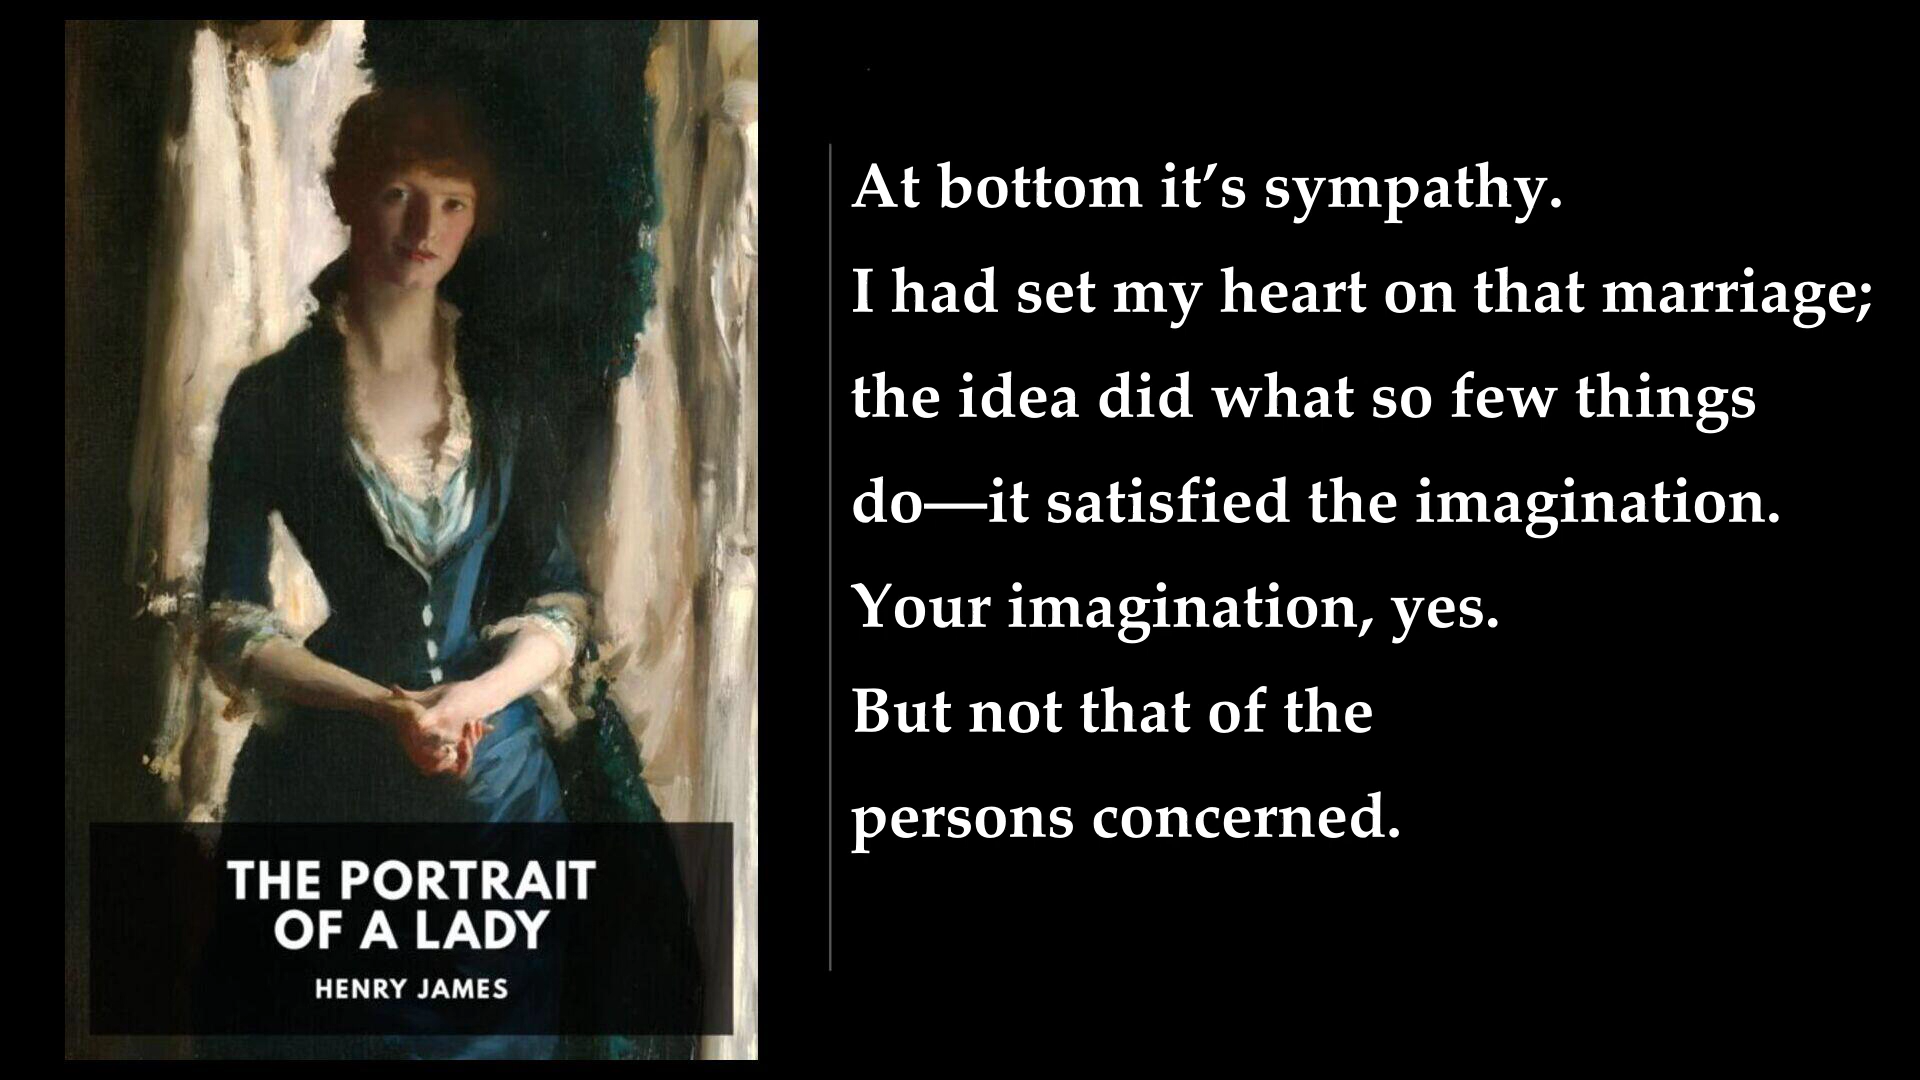 THE PORTRAIT
OF A LADY
HENRY JAMES
At bottom it’s sympathy.
I had set my heart on that marriage;
the idea did what so few things
do—it satisfied the imagination.
Your imagination, yes.
But not that of the
persons concerned.